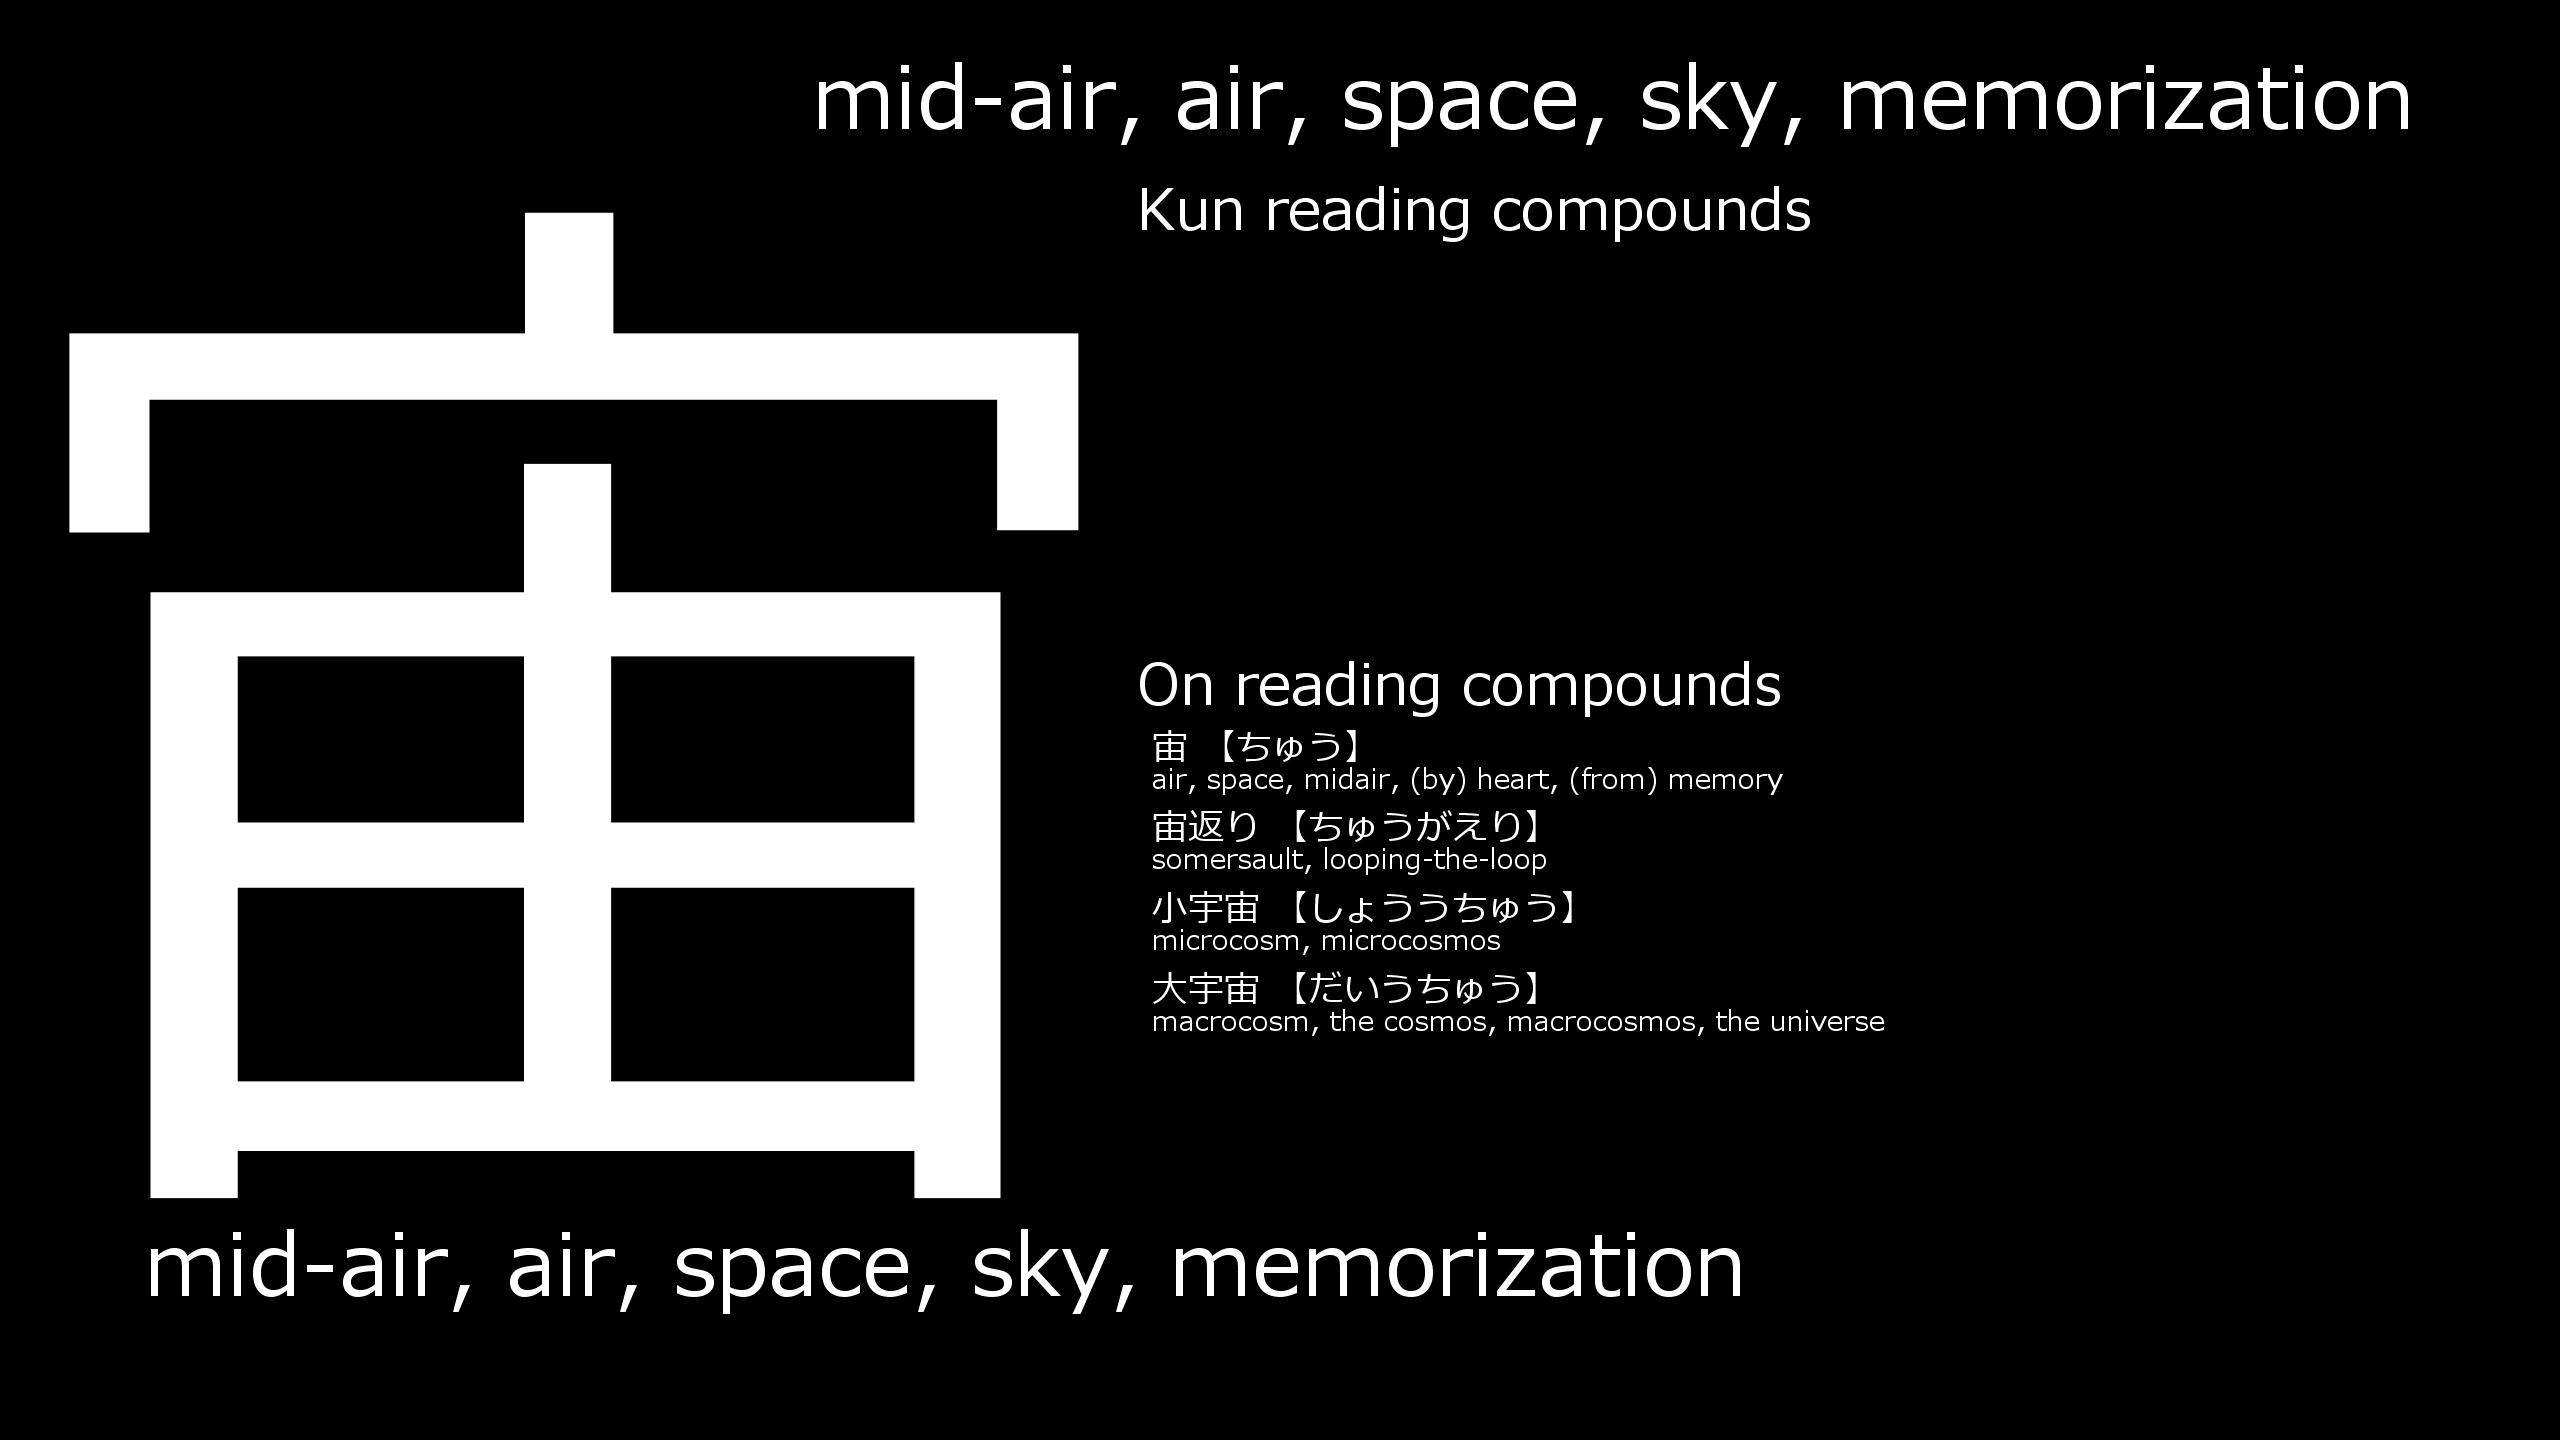 mid-air, air, space, sky, memorization
Kun reading compounds
宙
On reading compounds
宙 【ちゅう】
air, space, midair, (by) heart, (from) memory
宙返り 【ちゅうがえり】
somersault, looping-the-loop
小宇宙 【しょううちゅう】
microcosm, microcosmos
大宇宙 【だいうちゅう】
macrocosm, the cosmos, macrocosmos, the universe
mid-air, air, space, sky, memorization